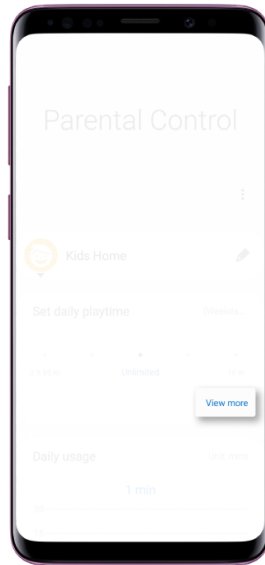 Parental Control
Kids Home
Set daily playtime
Unlimited
View more
Daily usage
1 min